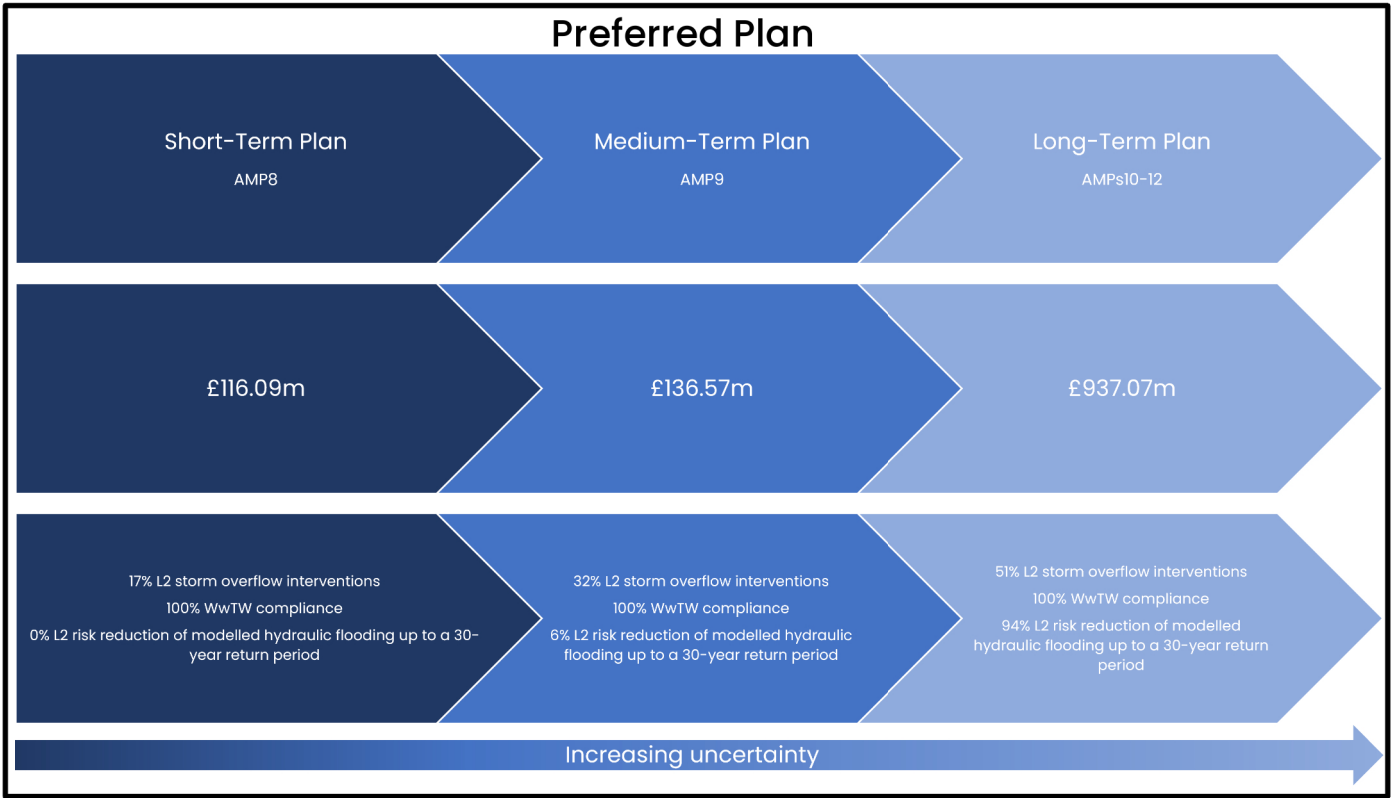 Preferred Plan
Short-Term Plan
AMP8
Medium-Term Plan
AMP9
Long-Term Plan
AMPs10-12
£116.09m
£136.57m
£937.07m
17% L2 storm overflow interventions
100% WwTW compliance
0% L2 risk reduction of modelled hydraulic flooding up to a 30-
year return period
32% L2 storm overflow interventions
100% WwTW compliance
6% L2 risk reduction of modelled hydraulic
flooding up to a 30-year return period
51% L2 storm overflow interventions
100% WwTW compliance
94% L2 risk reduction of modelled
hydraulic flooding up to a 30-year return
period
Increasing uncertainty